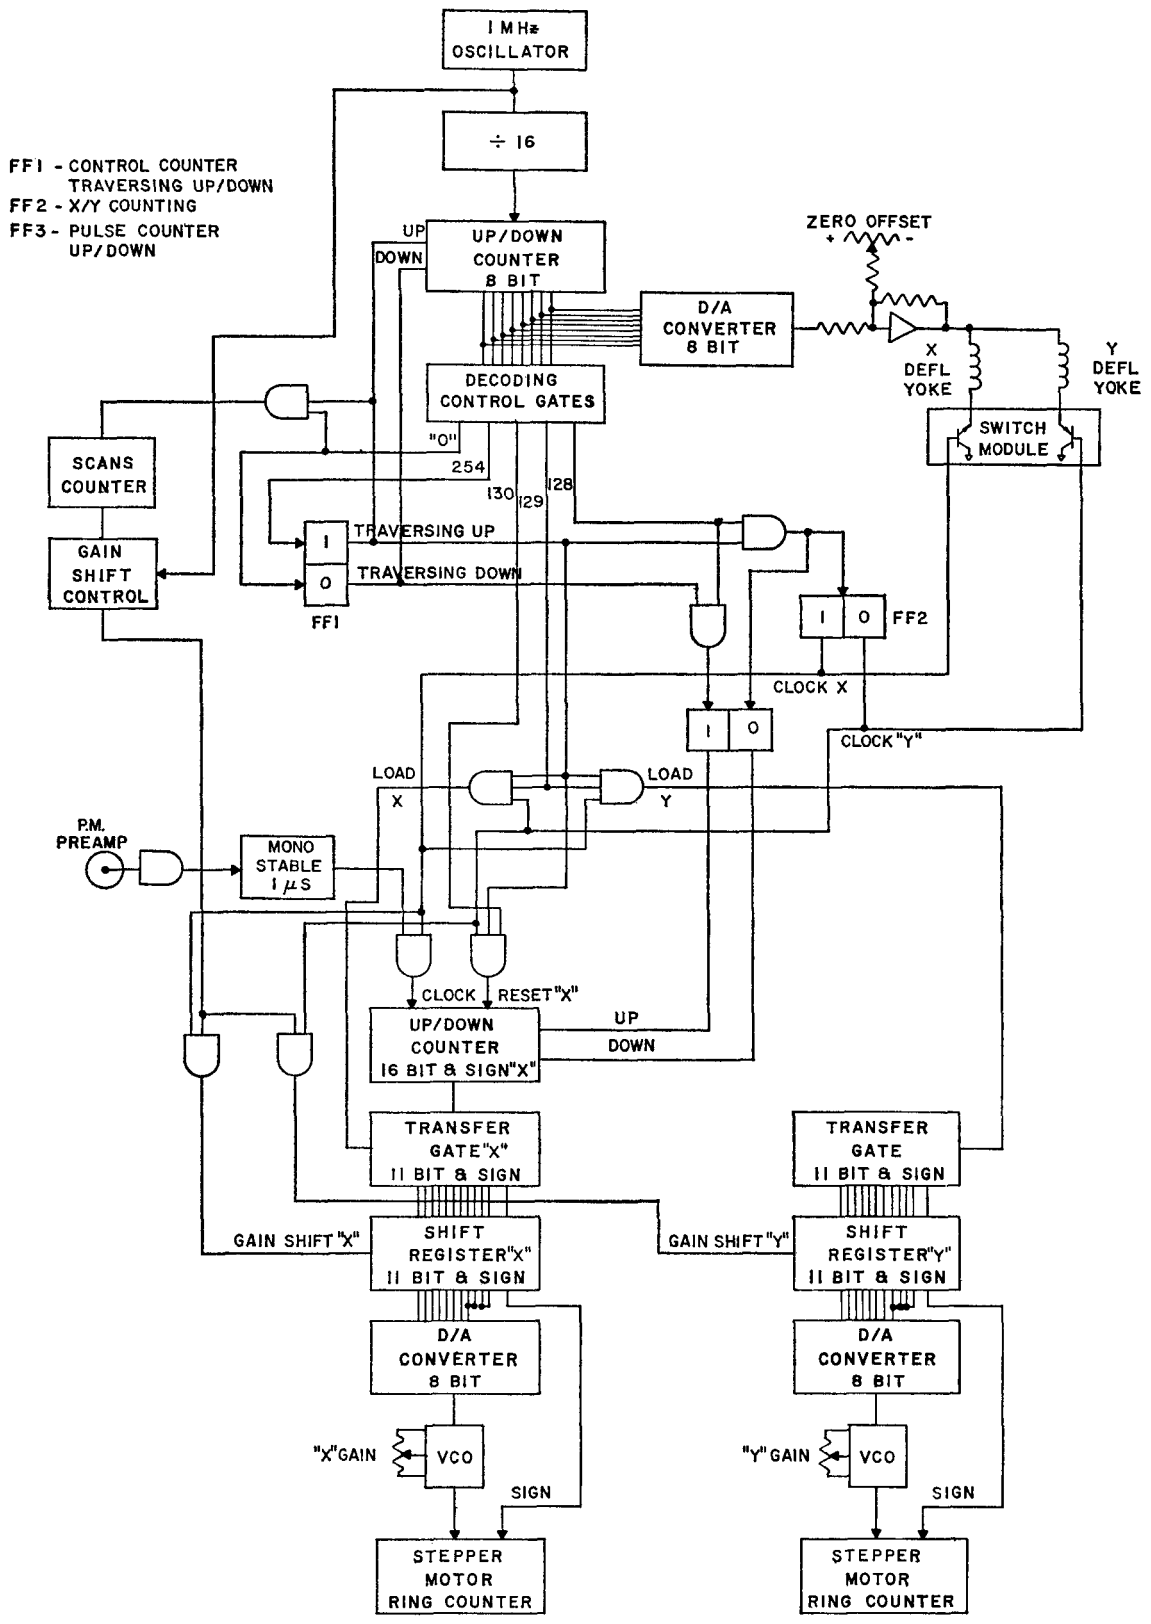 1 MHz
OSCILLATOR
÷ 16
FF1 - CONTROL COUNTER
TRAVERSING UP/DOWN
FF2 - X/Y COUNTING
FF3 - PULSE COUNTER
UP/DOWN
UP
DOWN
UP/DOWN
COUNTER
8 BIT
ZERO OFFSET
+ -
D/A
CONVERTER
8 BIT
X
DEFL
YOKE
Y
DEFL
YOKE
DECODING
CONTROL GATES
SWITCH
MODULE
"0"
254
130
129
128
SCANS
COUNTER
GAIN
SHIFT
CONTROL
1
TRAVERSING UP
0
TRAVERSING DOWN
FF1
1 0 FF2
CLOCK X
1 0
CLOCK "Y"
LOAD
X
LOAD
Y
P.M.
PREAMP
MONO
STABLE
1 µS
CLOCK
RESET "X"
UP/DOWN
COUNTER
16 BIT & SIGN "X"
UP
DOWN
TRANSFER
GATE "X"
11 BIT & SIGN
TRANSFER
GATE
11 BIT & SIGN
GAIN SHIFT "X"
SHIFT
REGISTER "X"
11 BIT & SIGN
GAIN SHIFT "Y"
SHIFT
REGISTER "Y"
11 BIT & SIGN
D/A
CONVERTER
8 BIT
D/A
CONVERTER
8 BIT
"X" GAIN
VCO
"Y" GAIN
VCO
SIGN
SIGN
STEPPER
MOTOR
RING COUNTER
STEPPER
MOTOR
RING COUNTER